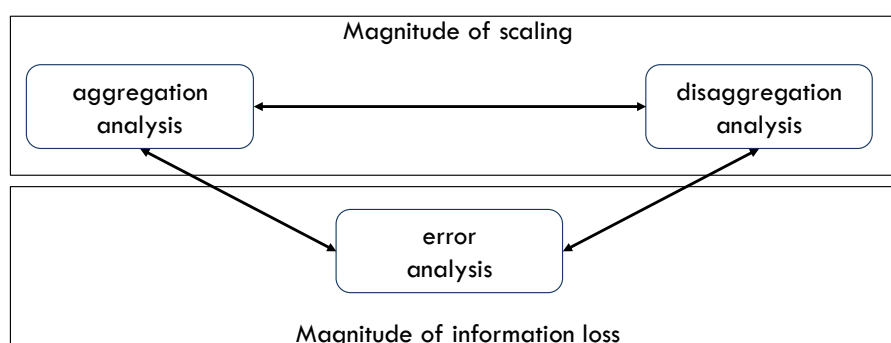 Magnitude of scaling
aggregation
analysis
disaggregation
analysis
error
analysis
Magnitude of information loss